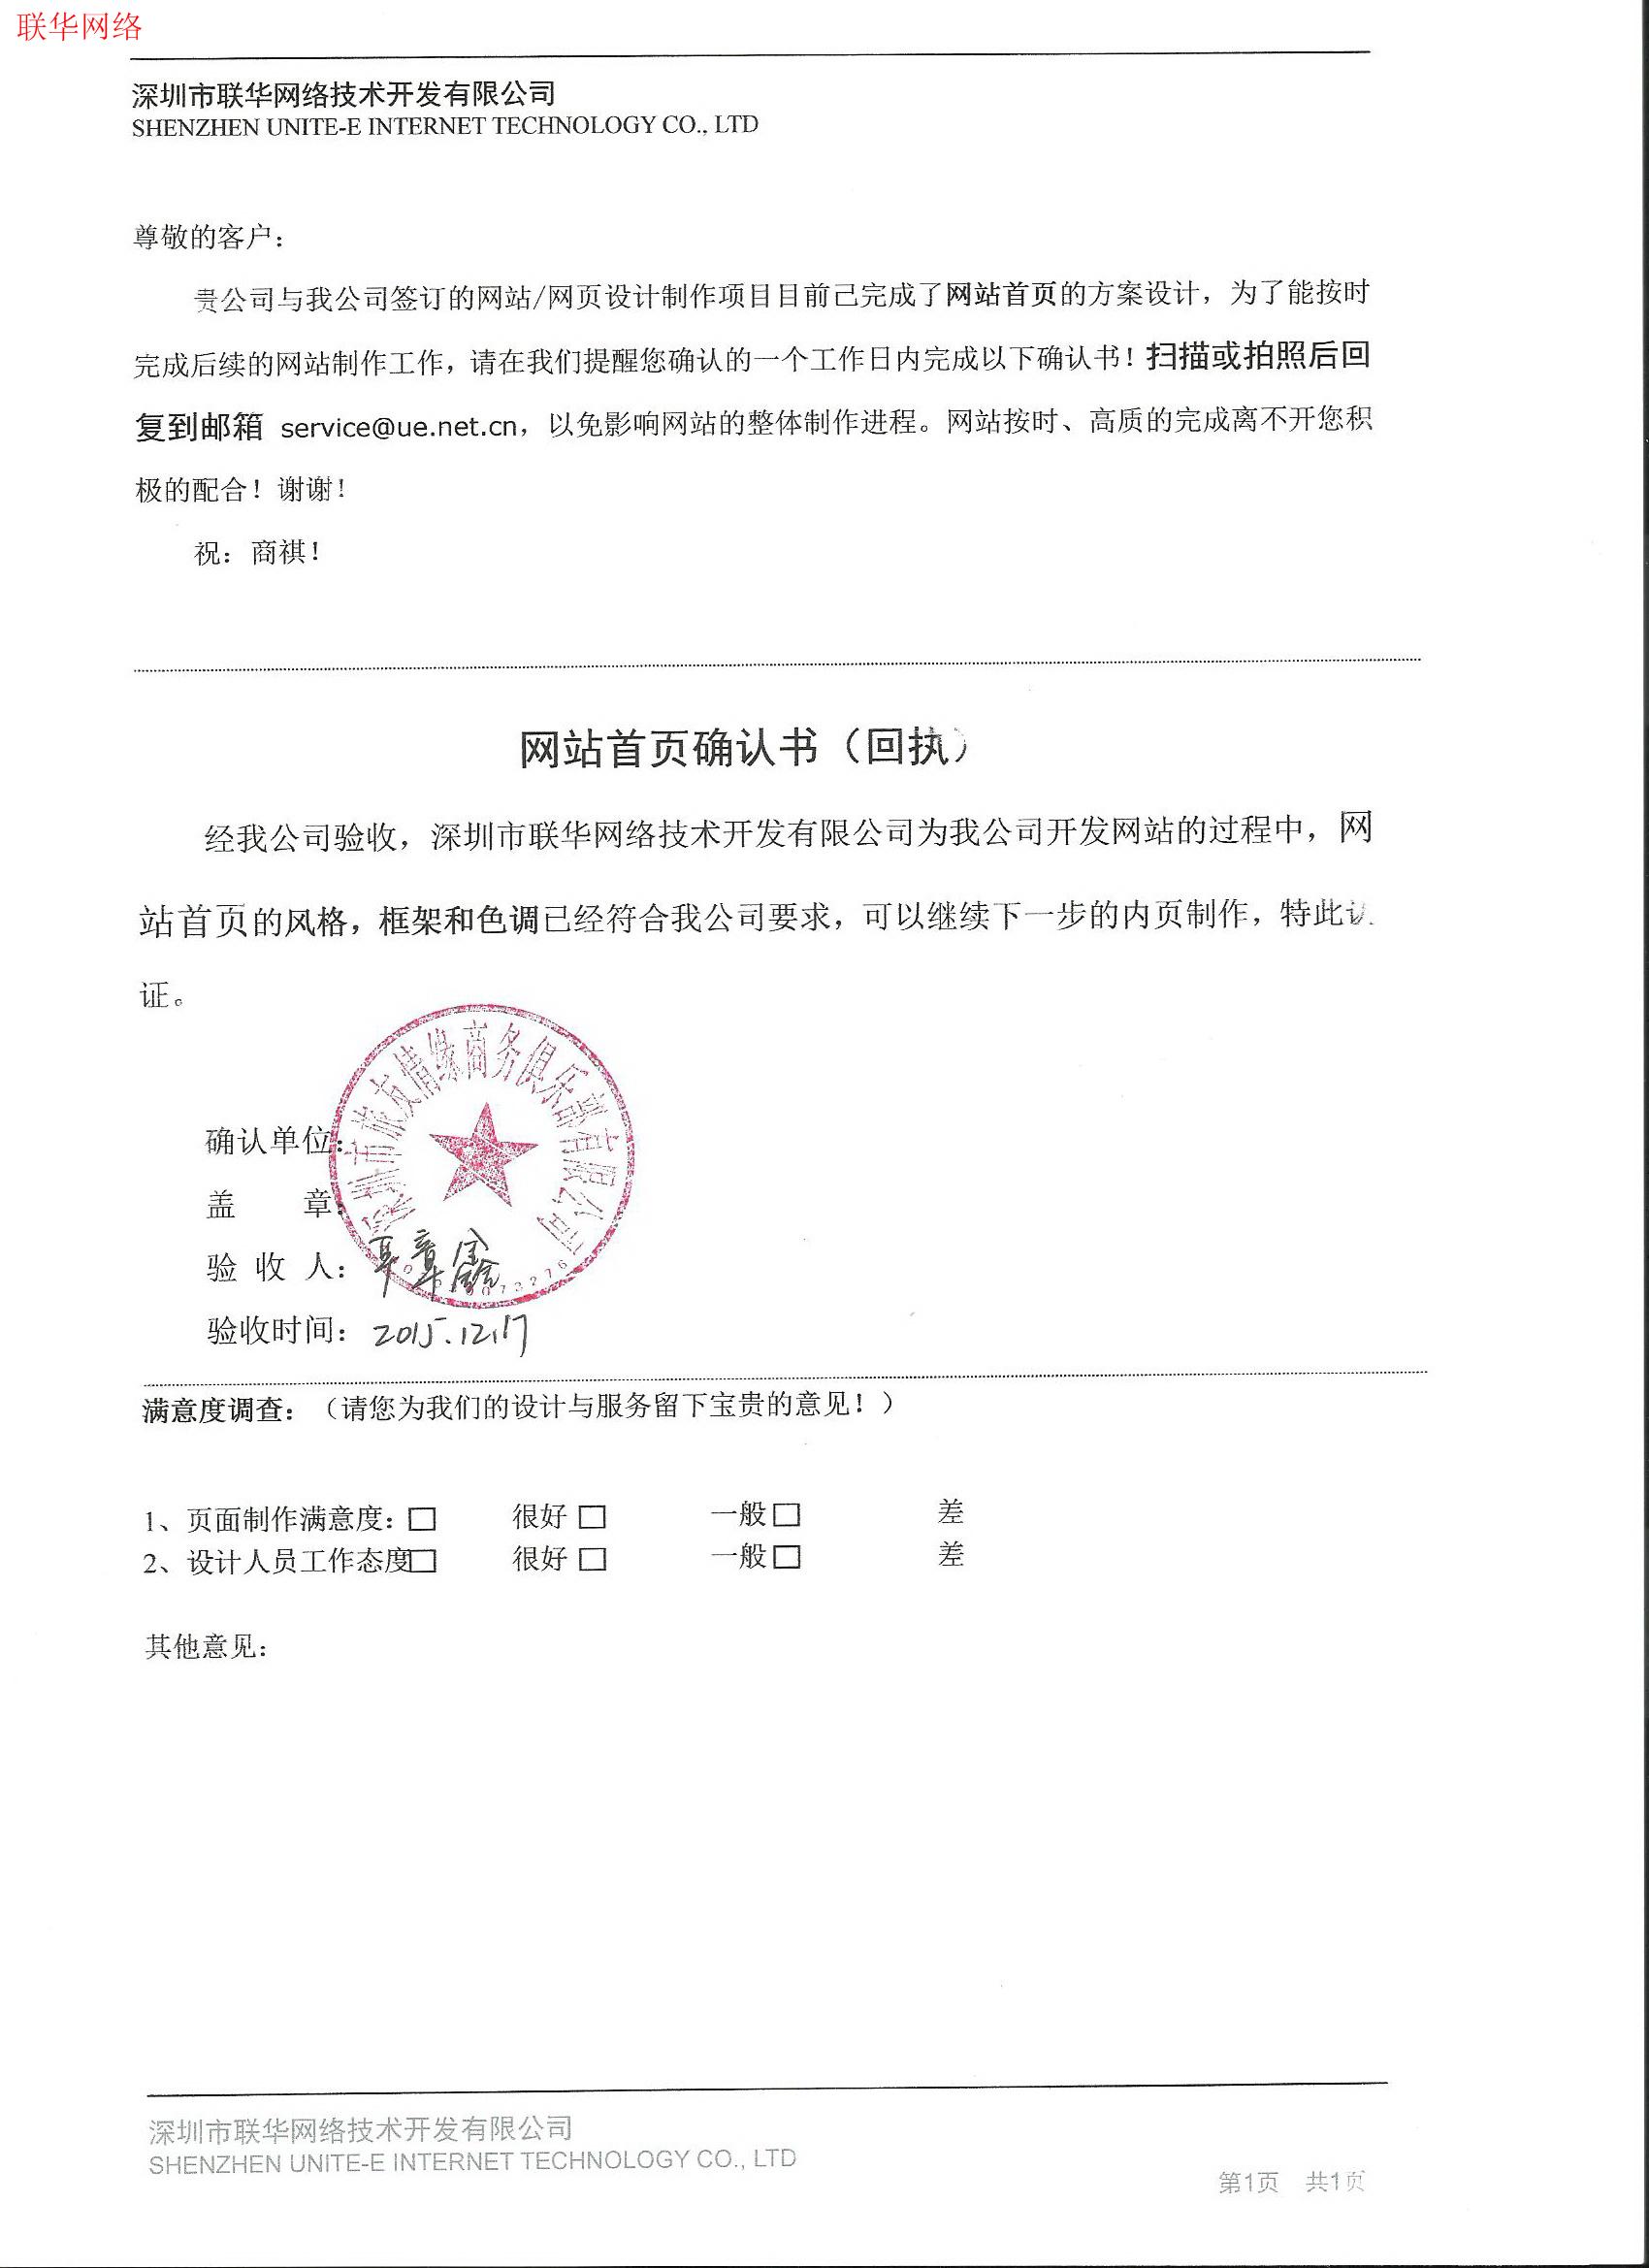 联华网络
深圳市联华网络技术开发有限公司
SHENZHEN UNITE-E INTERNET TECHNOLOGY CO., LTD
尊敬的客户：
贵公司与我公司签订的网站/网页设计制作项目目前己完成了网站首页的方案设计，为了能按时
完成后续的网站制作工作，请在我们提醒您确认的一个工作日内完成以下确认书！扫描或拍照后回
复到邮箱 service@ue.net.cn，以免影响网站的整体制作进程。网站按时、高质的完成离不开您积
极的配合！谢谢！
祝：商祺！
网站首页确认书（回执）
经我公司验收，深圳市联华网络技术开发有限公司为我公司开发网站的过程中，网
站首页的风格，框架和色调已经符合我公司要求，可以继续下一步的内页制作，特此认
证。
深圳市旅友情缘商务俱乐部有限公司
确认单位：
盖 章：
验 收 人： 章鑫
验收时间： 2015.12.17
满意度调查：（请您为我们的设计与服务留下宝贵的意见！）
1、页面制作满意度：□ 很好 □ 一般 □ 差
2、设计人员工作态度□ 很好 □ 一般 □ 差
其他意见：
深圳市联华网络技术开发有限公司
SHENZHEN UNITE-E INTERNET TECHNOLOGY CO., LTD
第1页 共1页